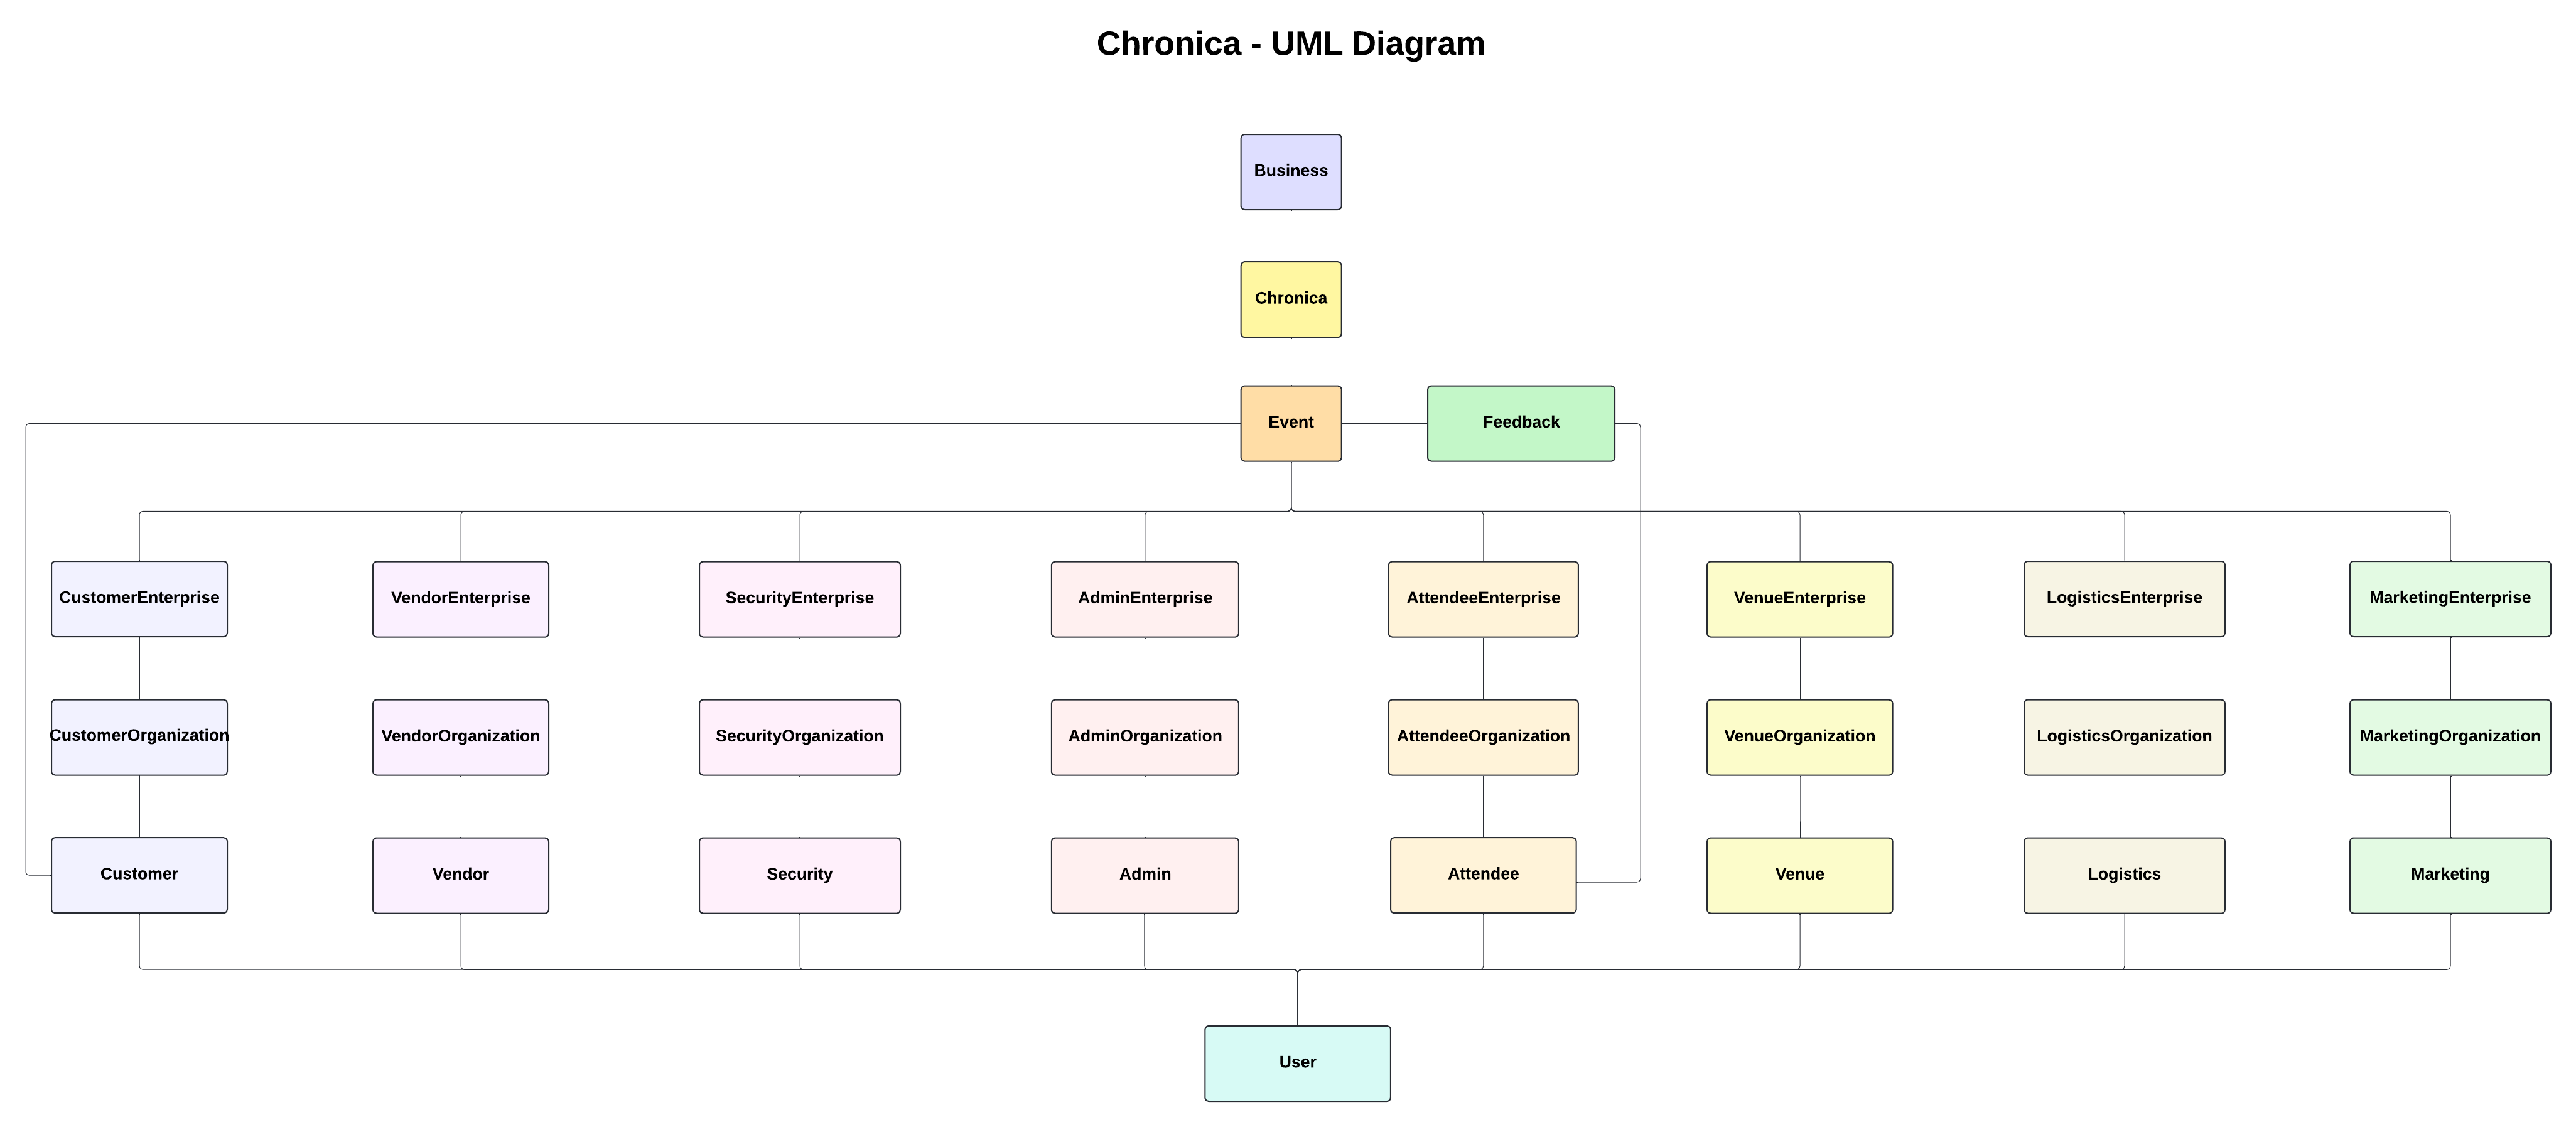 Chronica - UML Diagram
Business
Chronica
Event
Feedback
CustomerEnterprise
VendorEnterprise
SecurityEnterprise
AdminEnterprise
AttendeeEnterprise
VenueEnterprise
LogisticsEnterprise
MarketingEnterprise
CustomerOrganization
VendorOrganization
SecurityOrganization
AdminOrganization
AttendeeOrganization
VenueOrganization
LogisticsOrganization
MarketingOrganization
Customer
Vendor
Security
Admin
Attendee
Venue
Logistics
Marketing
User